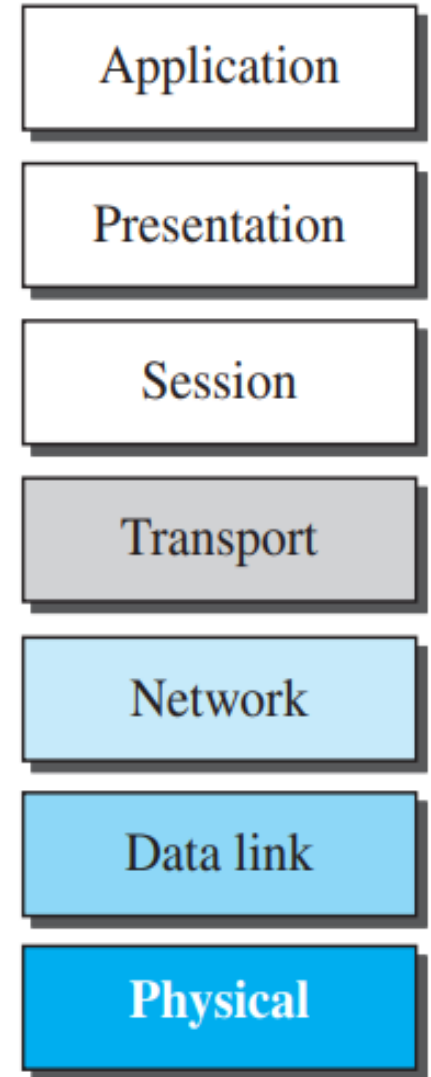 Application
Presentation
Session
Transport
Network
Data link
Physical